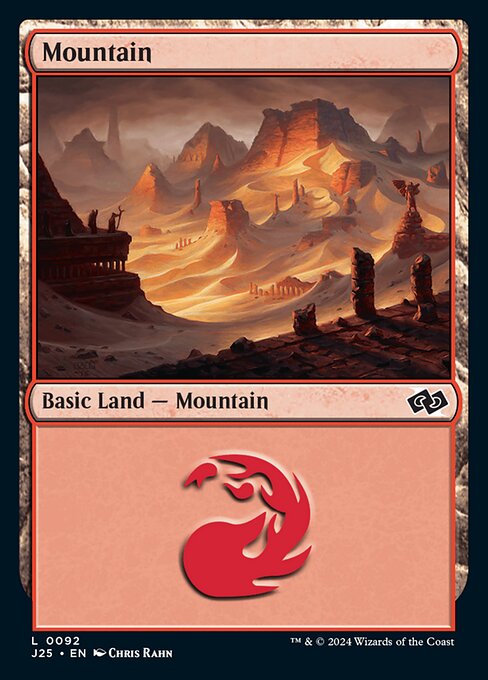 Mountain
Basic Land — Mountain
L 0092
J25 • EN Chris Rahn
™ & © 2024 Wizards of the Coast